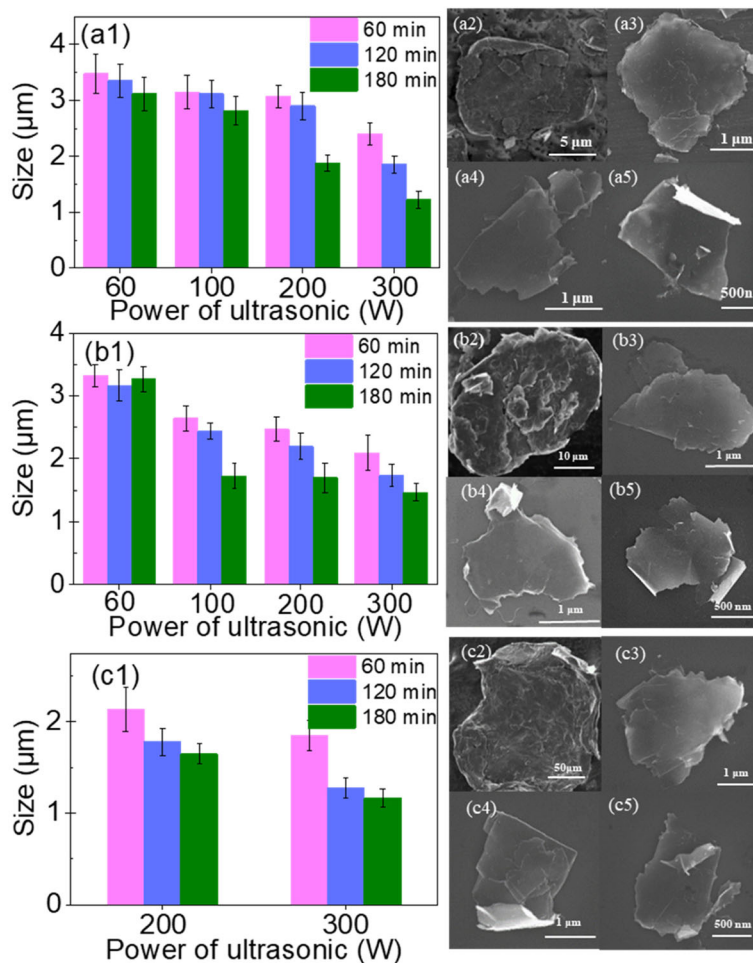 (a1)
60 min
120 min
180 min
Size (μm)
4
3
2
1
0
60 100 200 300
Power of ultrasonic (W)
(a2)
5 μm
(a3)
1 μm
(a4)
1 μm
(a5)
500n
(b1)
60 min
120 min
180 min
Size (μm)
4
3
2
1
0
60 100 200 300
Power of ultrasonic (W)
(b2)
10 μm
(b3)
1 μm
(b4)
1 μm
(b5)
500 nm
(c1)
60 min
120 min
180 min
Size (μm)
2
1
0
200 300
Power of ultrasonic (W)
(c2)
50μm
(c3)
1 μm
(c4)
1 μm
(c5)
500 nm